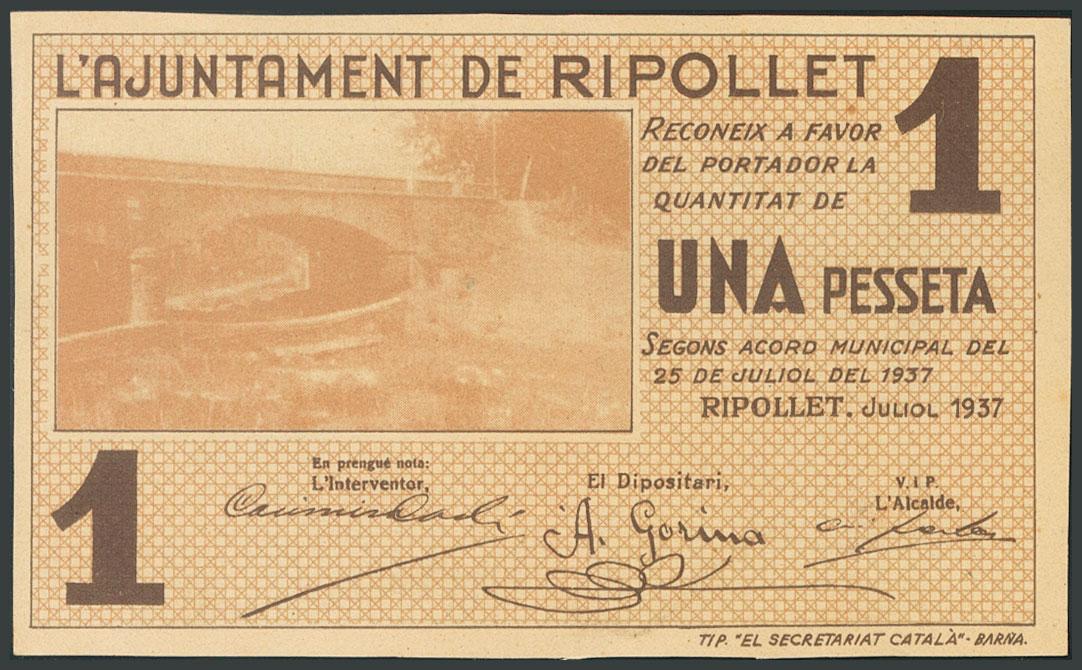 L'AJUNTAMENT DE RIPOLLET
1
RECONEIX A FAVOR
DEL PORTADOR LA
QUANTITAT DE
UNA PESSETA
SEGONS ACORD MUNICIPAL DEL
25 DE JULIOL DEL 1937
RIPOLLET. JULIOL 1937
1
En prengué nota:
L'Interventor,
El Dipositari,
A. Gorina
V. I P.
L'Alcalde,
TIP. "EL SECRETARIAT CATALÀ" - BARÑA.